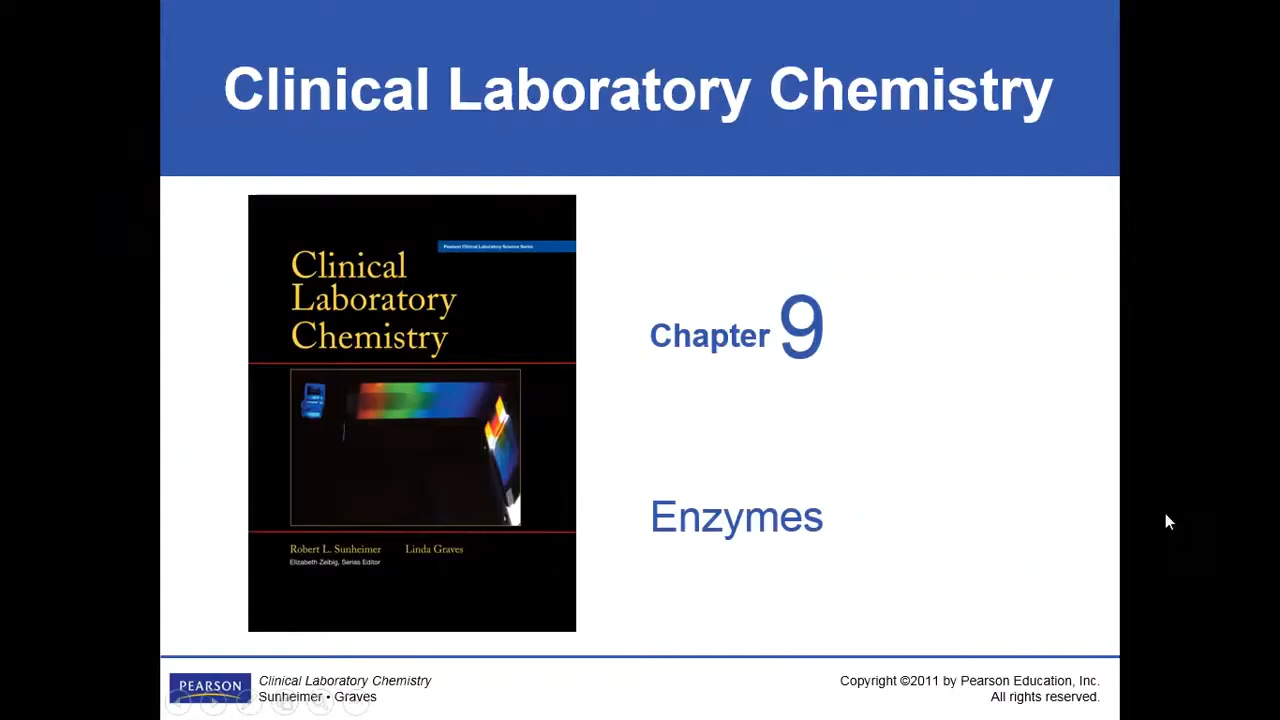 Clinical Laboratory Chemistry
Pearson Clinical Laboratory Science Series
Clinical
Laboratory
Chemistry
Robert L. Sunheimer Linda Graves
Elizabeth Zeibig, Series Editor
Chapter 9
Enzymes
PEARSON
Clinical Laboratory Chemistry
Sunheimer • Graves
Copyright ©2011 by Pearson Education, Inc.
All rights reserved.